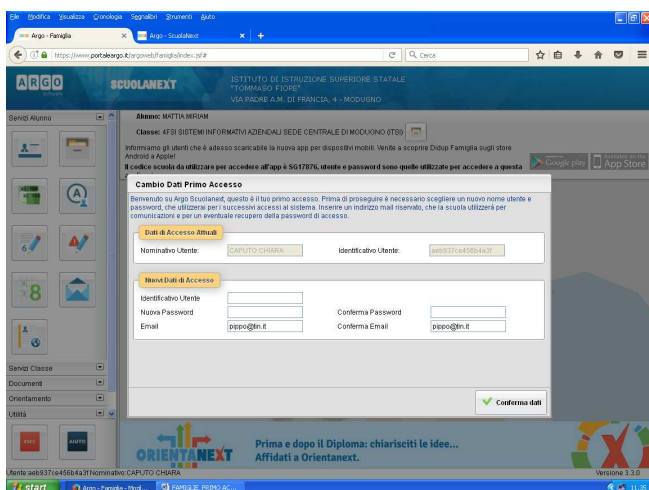 File Modifica Visualizza Cronologia Segnalibri Strumenti Aiuto
Argo - Famiglia
Argo - ScuolaNext
https://www.portaleargo.it/argoweb/famiglia/index.jsf#
Cerca
ARGO
software
SCUOLANEXT
ISTITUTO DI ISTRUZIONE SUPERIORE STATALE
"TOMMASO FIORE"
VIA PADRE A.M. DI FRANCIA, 4 - MODUGNO
Servizi Alunno
Alunno: MATTIA MIRIAM
Classe: 4FSI SISTEMI INFORMATIVI AZIENDALI SEDE CENTRALE DI MODUGNO (ITSI)
Informiamo gli utenti che è adesso scaricabile la nuova app per dispositivi mobili. Venite a scoprire Didup Famiglia sugli store
Android a Apple!
Il codice scuola da utilizzare per accedere all'app è SG17876, utente e password sono quelle utilizzate per accedere a questa
Google play
Available on the
App Store
Cambio Dati Primo Accesso
Benvenuto su Argo Scuolanext, questo è il tuo primo accesso. Prima di proseguire è necessario scegliere un nuovo nome utente e
password, che utilizzerai per i successivi accessi al sistema. Inserire un indirizzo mail riservato, che la scuola utilizzerà per
comunicazioni e per un eventuale recupero della password di accesso.
Dati di Accesso Attuali
Nominativo Utente: CAPUTO CHIARA Identificativo Utente: aeb937ce456b4a3f
Nuovi Dati di Accesso
Identificativo Utente
Nuova Password Conferma Password
Email pippo@tin.it Conferma Email pippo@tin.it
Conferma dati
Servizi Classe
Documenti
Orientamento
Utilità
ESCI
AIUTO
ORIENTANEXT
Prima e dopo il Diploma: chiarisciti le idee...
Affidati a Orientanext.
Utente:aeb937ce456b4a3f Nominativo:CAPUTO CHIARA
Versione 3.3.0
start
Argo - Famiglia - Mozil...
FAMIGLIE PRIMO AC...
11.35